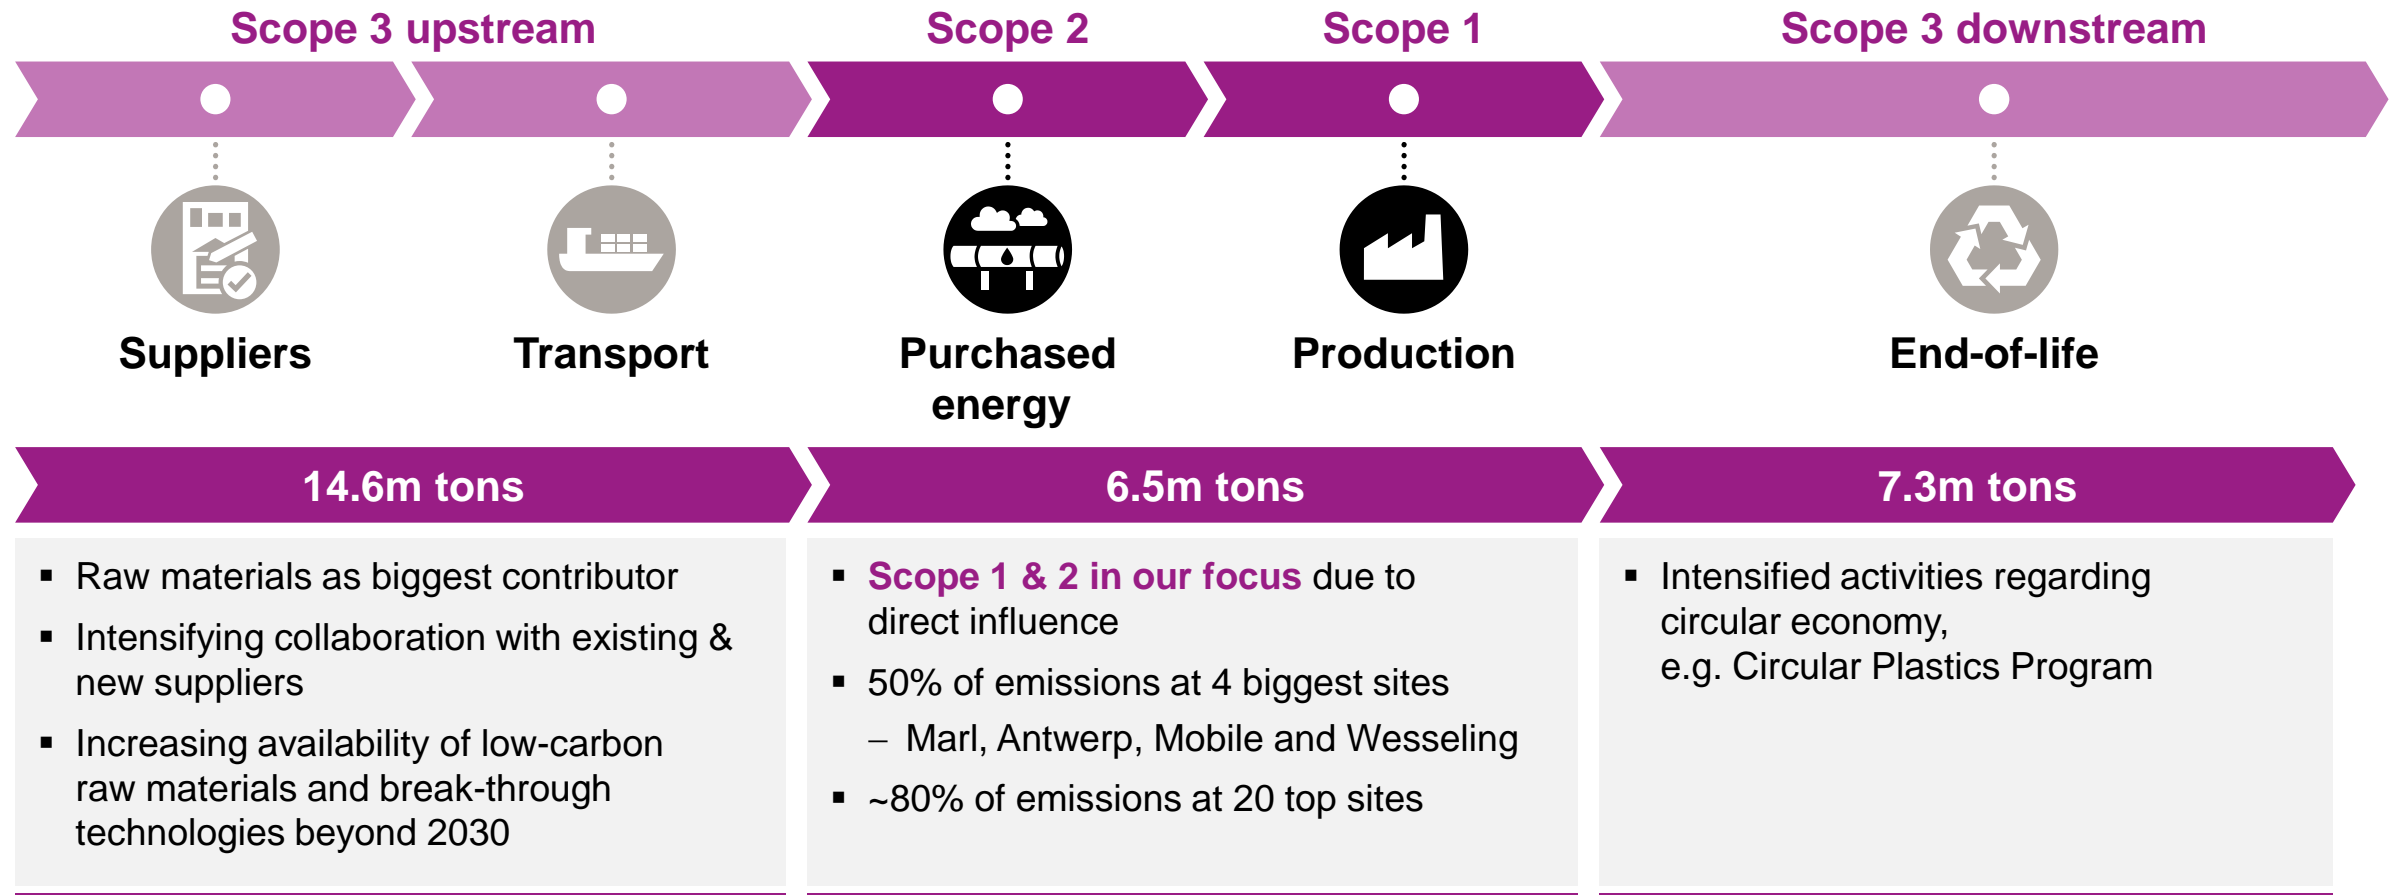 Scope 3 upstream
Scope 2
Scope 1
Scope 3 downstream
Suppliers
Transport
Purchased
energy
Production
End-of-life
14.6m tons
6.5m tons
7.3m tons
▪ Raw materials as biggest contributor
▪ Intensifying collaboration with existing &
new suppliers
▪ Increasing availability of low-carbon
raw materials and break-through
technologies beyond 2030
▪ Scope 1 & 2 in our focus due to
direct influence
▪ 50% of emissions at 4 biggest sites
– Marl, Antwerp, Mobile and Wesseling
▪ ~80% of emissions at 20 top sites
▪ Intensified activities regarding
circular economy,
e.g. Circular Plastics Program